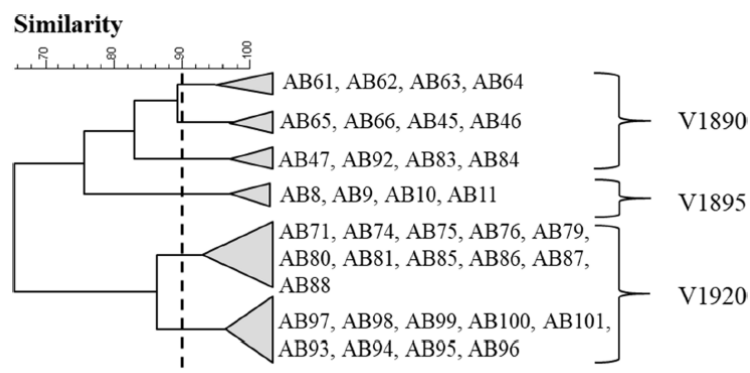 Similarity
70 80 90 100
AB61, AB62, AB63, AB64
AB65, AB66, AB45, AB46
V1890
AB47, AB92, AB83, AB84
AB8, AB9, AB10, AB11
V1895
AB71, AB74, AB75, AB76, AB79,
AB80, AB81, AB85, AB86, AB87,
AB88
V1920
AB97, AB98, AB99, AB100, AB101,
AB93, AB94, AB95, AB96